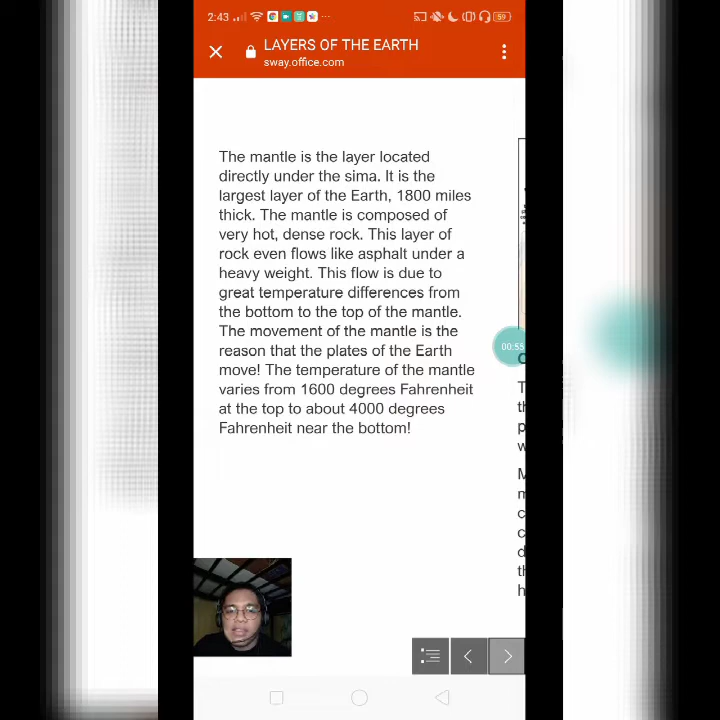 2:43
59
LAYERS OF THE EARTH
sway.office.com
The mantle is the layer located
directly under the sima. It is the
largest layer of the Earth, 1800 miles
thick. The mantle is composed of
very hot, dense rock. This layer of
rock even flows like asphalt under a
heavy weight. This flow is due to
great temperature differences from
the bottom to the top of the mantle.
The movement of the mantle is the
reason that the plates of the Earth
move! The temperature of the mantle
varies from 1600 degrees Fahrenheit
at the top to about 4000 degrees
Fahrenheit near the bottom!
00:55